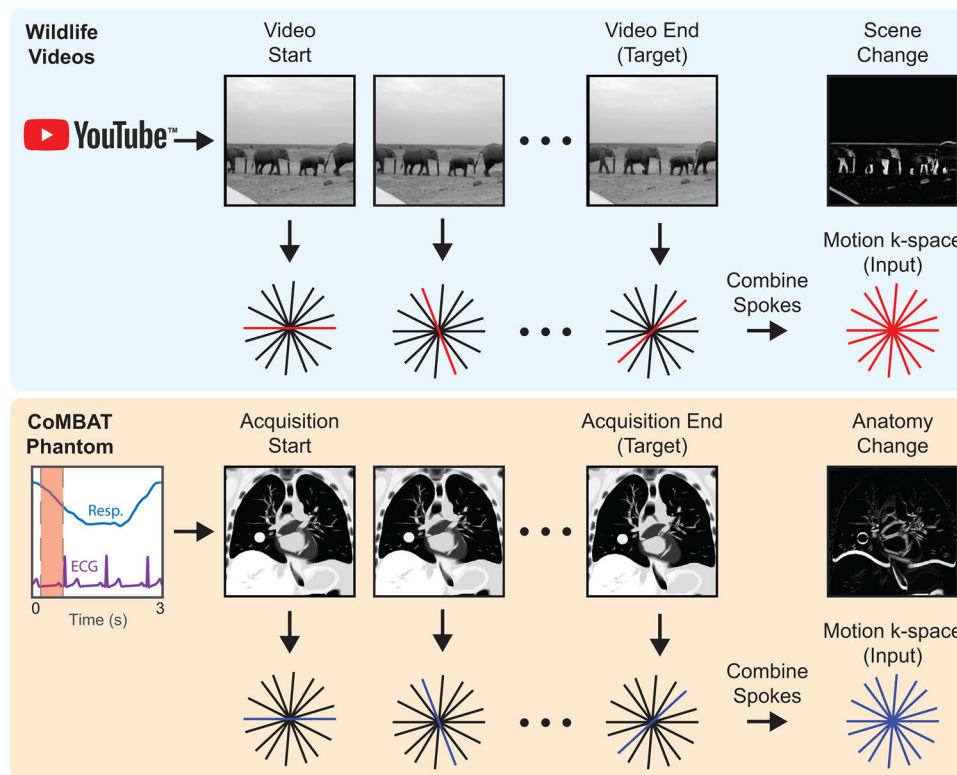 Wildlife
Videos
Video
Start
Video End
(Target)
Scene
Change
YouTube™
Motion k-space
(Input)
Combine
Spokes
CoMBAT
Phantom
Acquisition
Start
Acquisition End
(Target)
Anatomy
Change
Resp.
ECG
0 3
Time (s)
Motion k-space
(Input)
Combine
Spokes